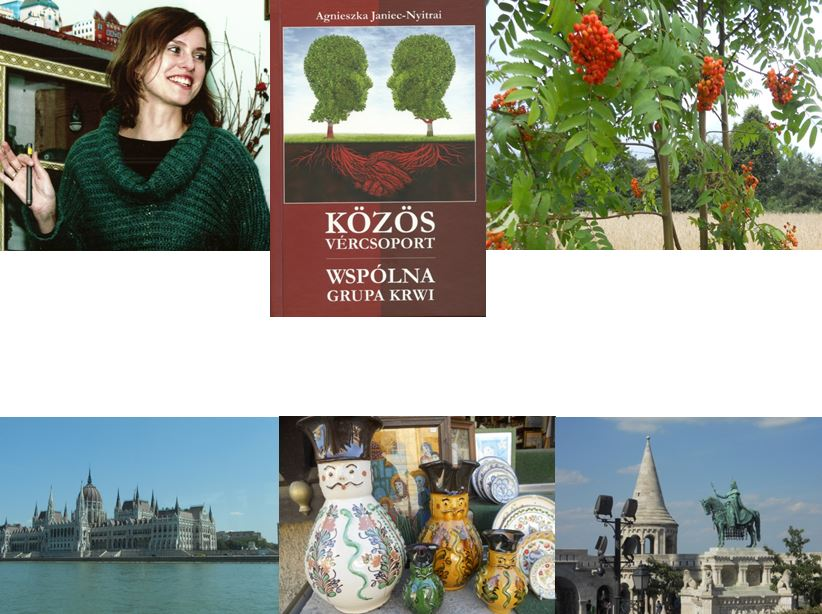 Agnieszka Janiec-Nyitrai
KÖZÖS
VÉRCSOPORT
WSPÓLNA
GRUPA KRWI